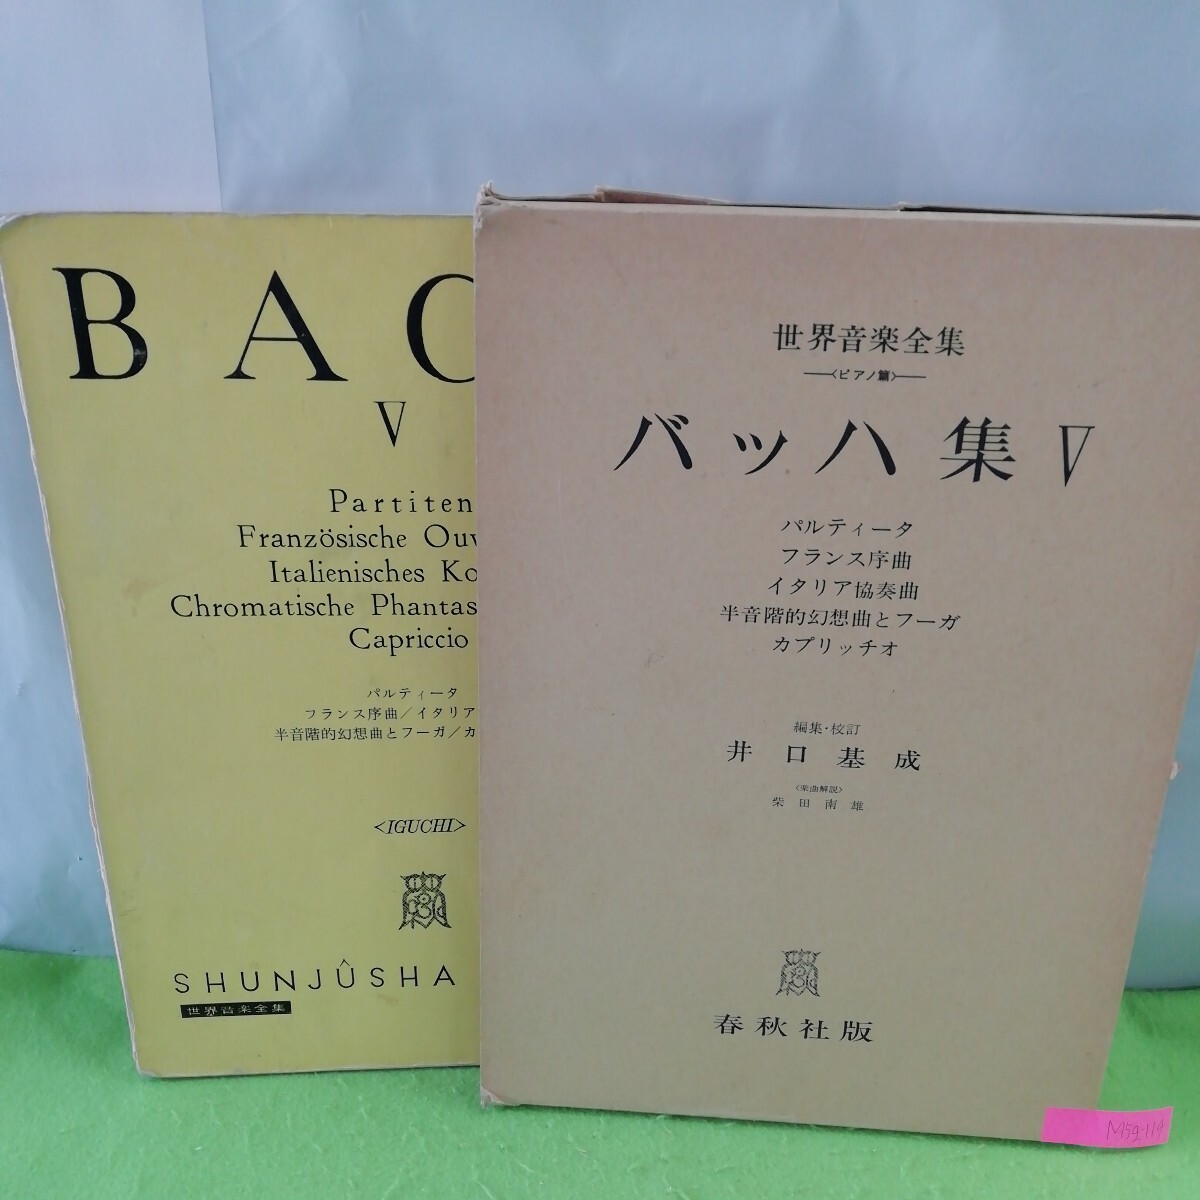 BAC
V
Partiten
Französische Ouv
Italienisches Ko
Chromatische Phantas
Capriccio
パルティータ
フランス序曲/イタリア
半音階的幻想曲とフーガ/カ
<IGUCHI>
SHUNJÛSHA
世界音楽全集
世界音楽全集
―〈ピアノ篇〉―
バッハ集 V
パルティータ
フランス序曲
イタリア協奏曲
半音階的幻想曲とフーガ
カプリッチオ
編集・校訂
井口基成
〈楽曲解説〉
柴田南雄
春秋社版
M5g-114